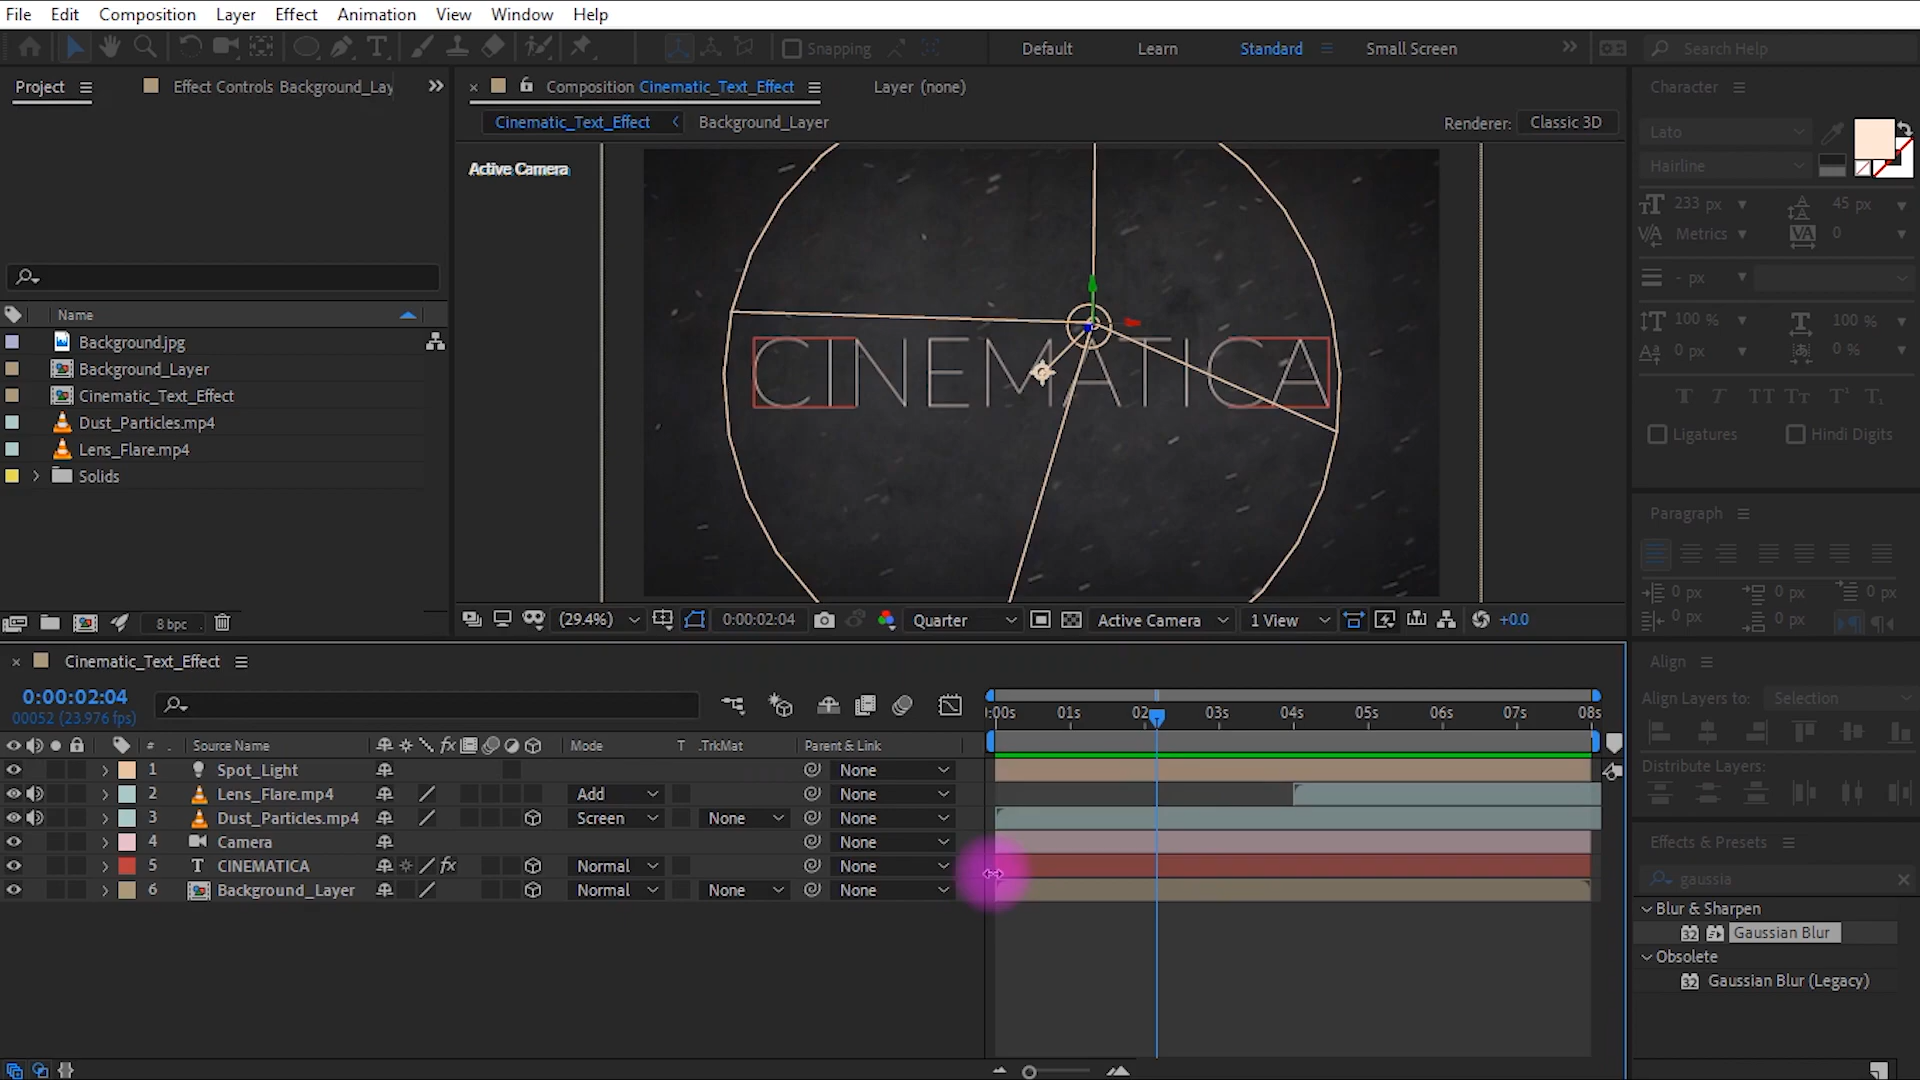 File Edit Composition Layer Effect Animation View Window Help
Snapping Default Learn Standard Small Screen Search Help
Project Effect Controls Background_Lay
Composition Cinematic_Text_Effect Layer (none)
Cinematic_Text_Effect Background_Layer Renderer: Classic 3D
Name
Background.jpg
Background_Layer
Cinematic_Text_Effect
Dust_Particles.mp4
Lens_Flare.mp4
Solids
8 bpc
Active Camera
CINEMATICA
(29.4%) 0:00:02:04 Quarter Active Camera 1 View +0.0
Character
Lato
Hairline
233 px 45 px
Metrics 0
- px
100 % 100 %
0 px 0 %
Ligatures Hindi Digits
Paragraph
0 px 0 px 0 px
0 px 0 px
Align
Align Layers to: Selection
Distribute Layers:
Effects & Presets
gaussia
Blur & Sharpen
32 Gaussian Blur
Obsolete
32 Gaussian Blur (Legacy)
Cinematic_Text_Effect
0:00:02:04
00052 (23.976 fps)
:00s 01s 02 03s 04s 05s 06s 07s 08s
# Source Name fx Mode T .TrkMat Parent & Link
1 Spot_Light None
2 Lens_Flare.mp4 Add None
3 Dust_Particles.mp4 Screen None None
4 Camera None
5 T CINEMATICA fx Normal None
6 Background_Layer Normal None None